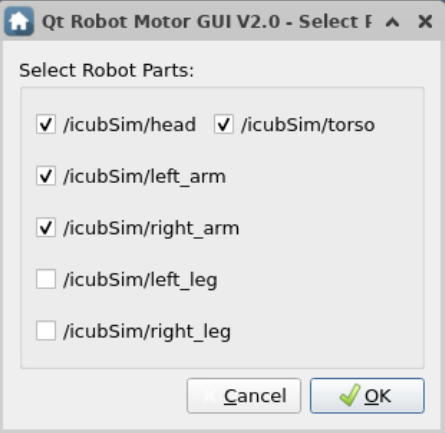 Qt Robot Motor GUI V2.0 - Select
Select Robot Parts:
/icubSim/head /icubSim/torso
/icubSim/left_arm
/icubSim/right_arm
/icubSim/left_leg
/icubSim/right_leg
Cancel OK